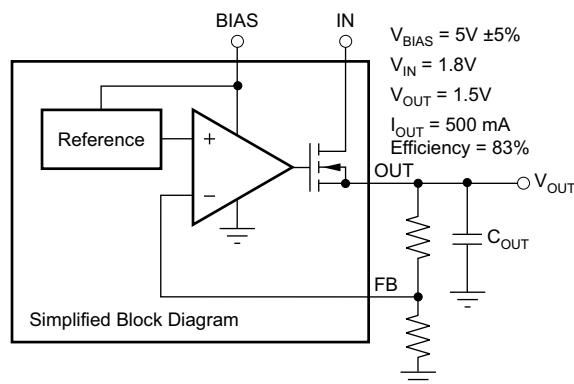 BIAS
IN
V_BIAS = 5V ±5%
V_IN = 1.8V
V_OUT = 1.5V
I_OUT = 500 mA
Efficiency = 83%
Reference
+
−
OUT
V_OUT
C_OUT
FB
Simplified Block Diagram